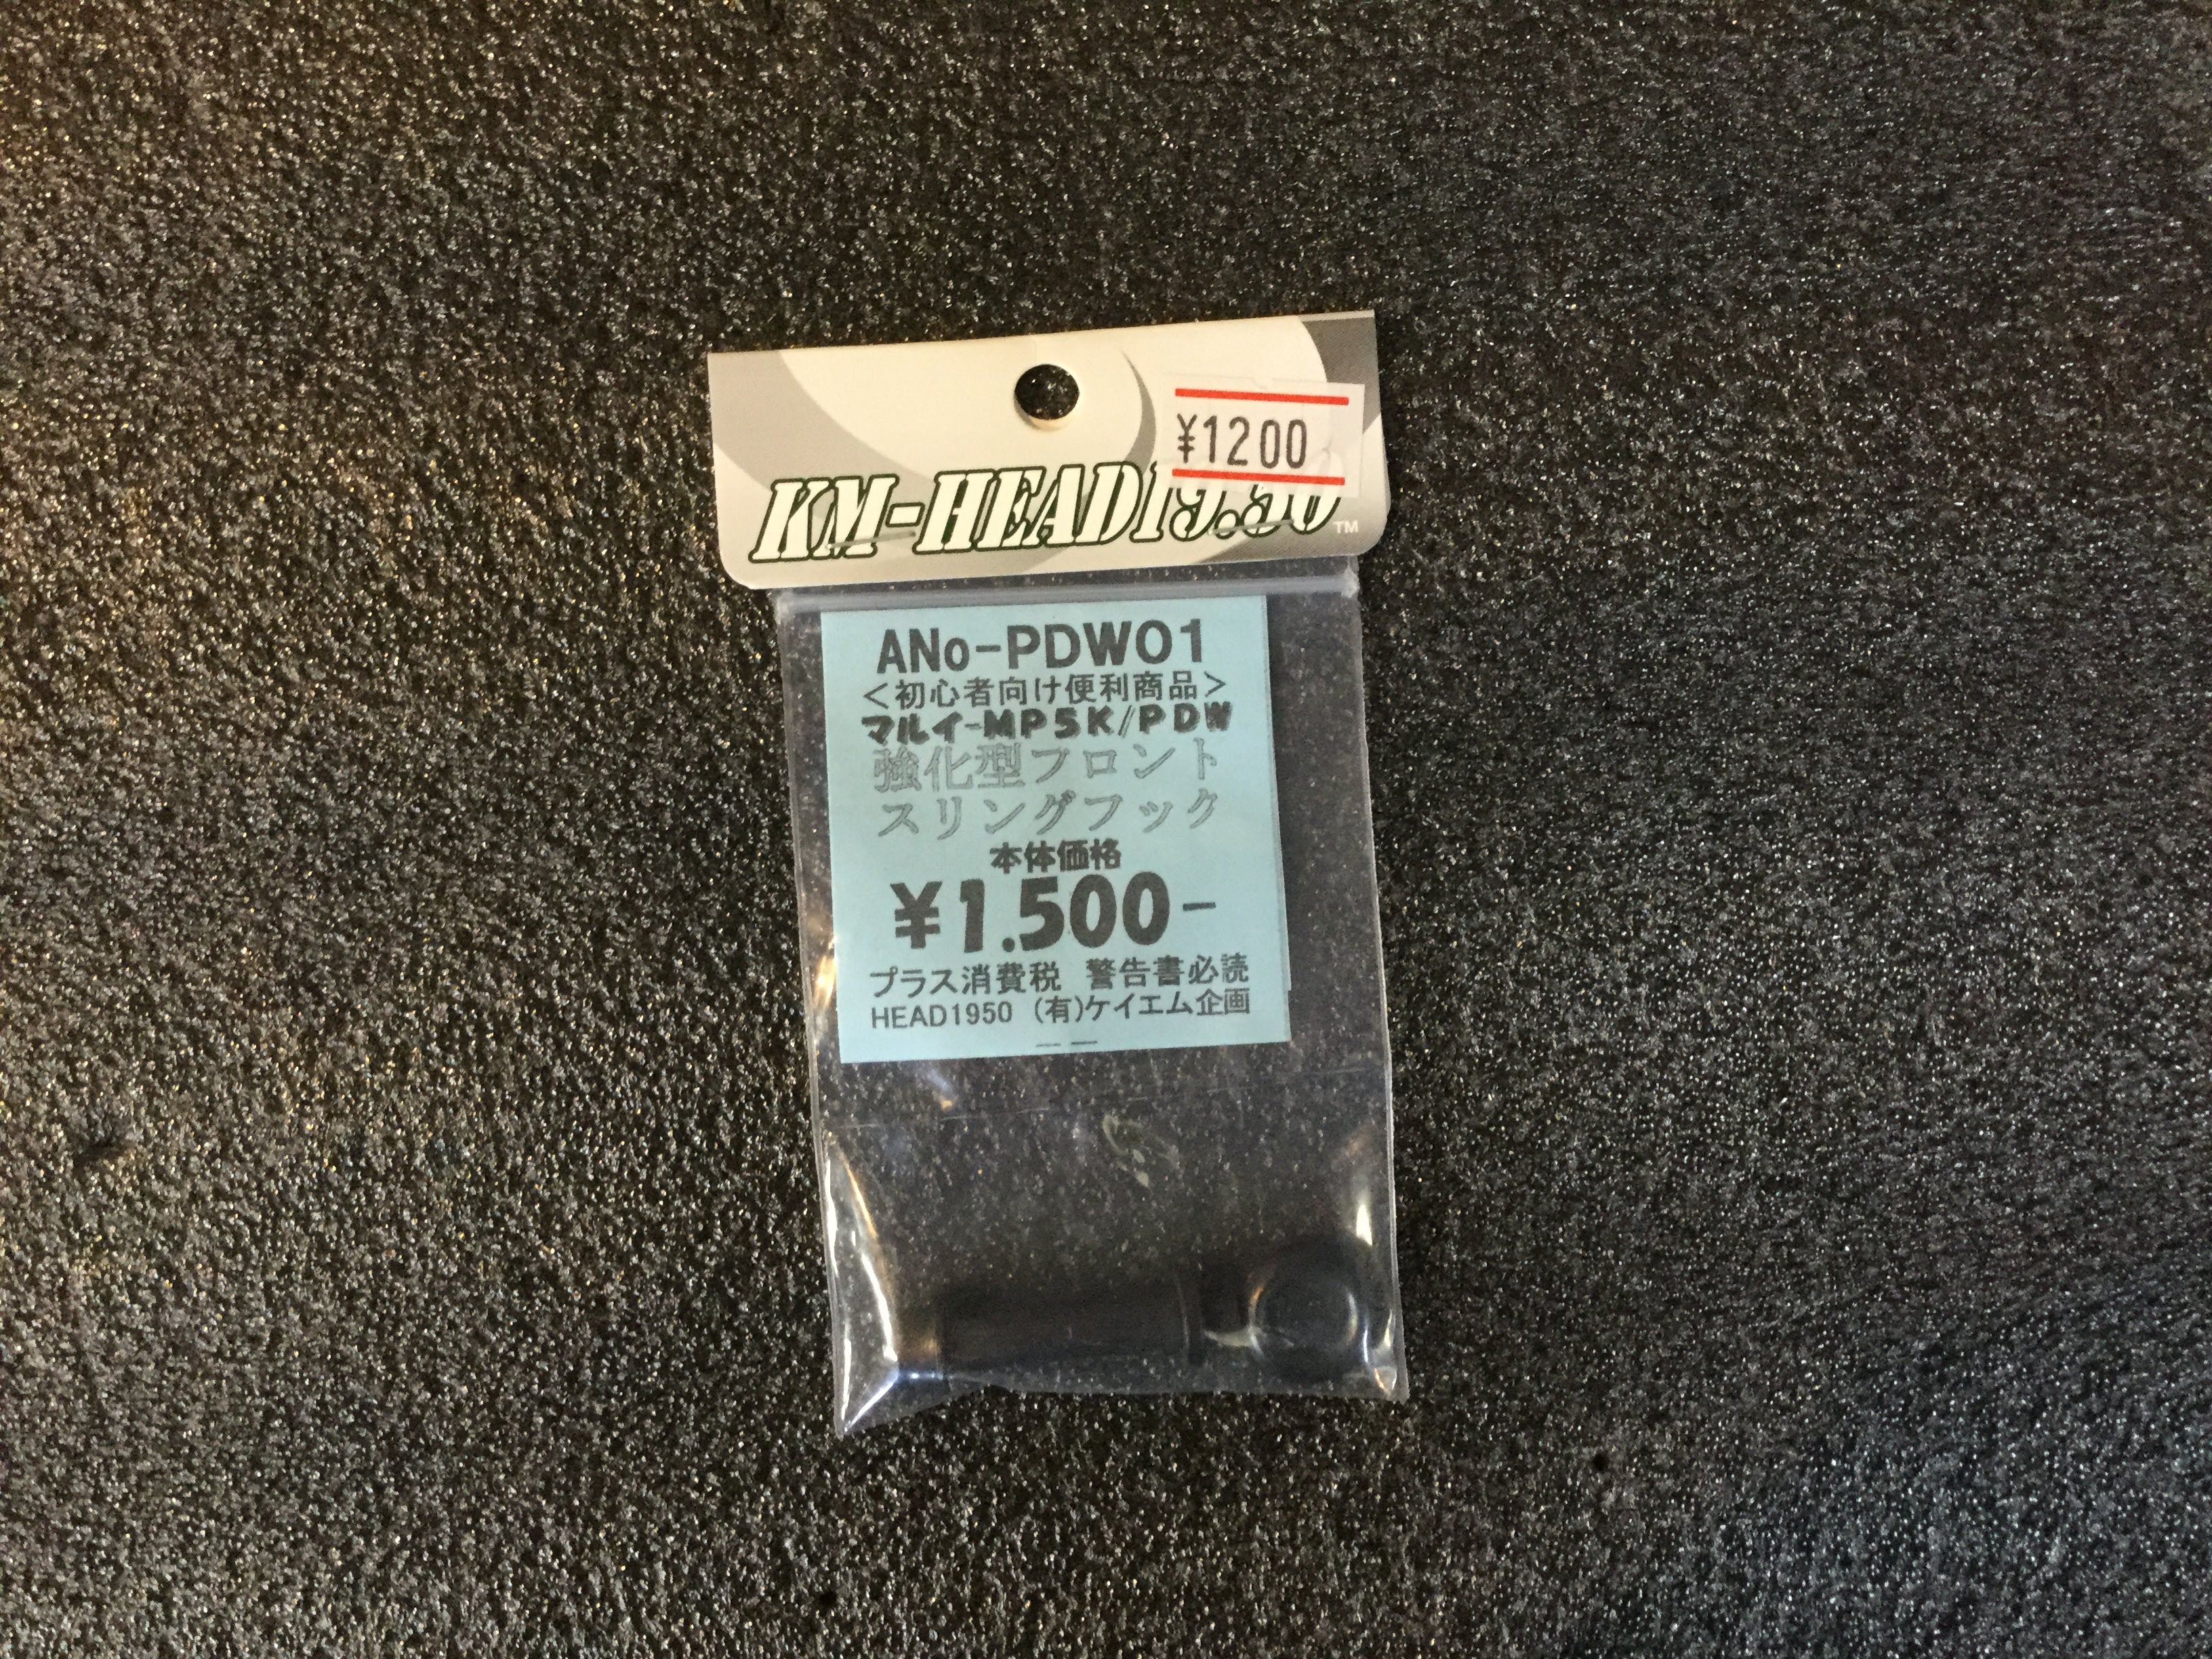 ¥1200
KM-HEAD19.50
TM
ANo-PDW01
<初心者向け便利商品>
マルイ-MP5K/PDW
強化型フロント
スリングフック
本体価格
¥1.500-
プラス消費税 警告書必読
HEAD1950 (有)ケイエム企画